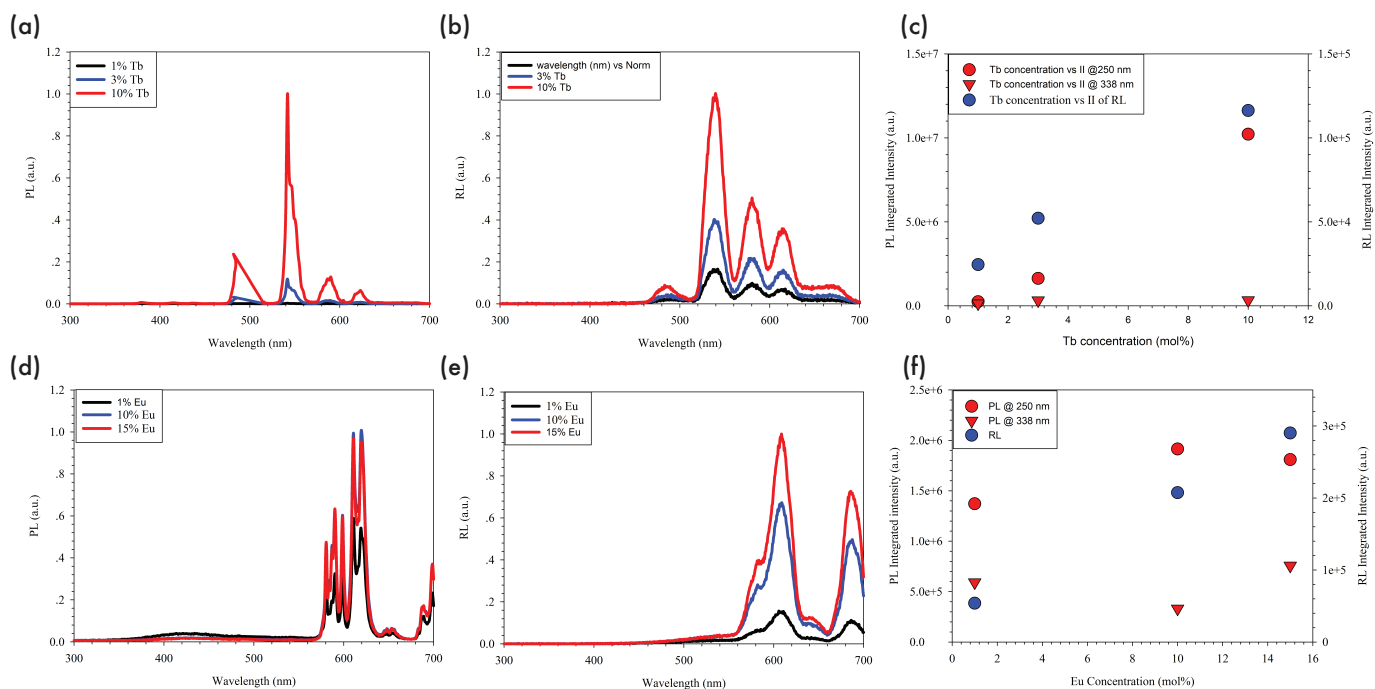 (a)
1.2
1.0
.8
.6
.4
.2
0.0
PL (a.u.)
1% Tb
3% Tb
10% Tb
300 400 500 600 700
Wavelength (nm)
(b)
1.2
1.0
.8
.6
.4
.2
0.0
RL (a.u.)
wavelength (nm) vs Norm
3% Tb
10% Tb
300 400 500 600 700
Wavelength (nm)
(c)
1.5e+7
1.0e+7
5.0e+6
0.0
PL Integrated Intensity (a.u.)
Tb concentration vs II @250 nm
Tb concentration vs II @ 338 nm
Tb concentration vs II of RL
1.5e+5
1.0e+5
5.0e+4
0.0
RL Integrated Intensity (a.u.)
0 2 4 6 8 10 12
Tb concentration (mol%)
(d)
1.2
1.0
.8
.6
.4
.2
0.0
PL (a.u.)
1% Eu
10% Eu
15% Eu
300 400 500 600 700
Wavelength (nm)
(e)
1.2
1.0
.8
.6
.4
.2
0.0
RL (a.u.)
1% Eu
10% Eu
15% Eu
300 400 500 600 700
Wavelength (nm)
(f)
2.5e+6
2.0e+6
1.5e+6
1.0e+6
5.0e+5
0.0
PL Integrated intensity (a.u.)
PL @ 250 nm
PL @ 338 nm
RL
3e+5
2e+5
1e+5
0
RL Integrated Intensity (a.u.)
0 2 4 6 8 10 12 14 16
Eu Concentration (mol%)